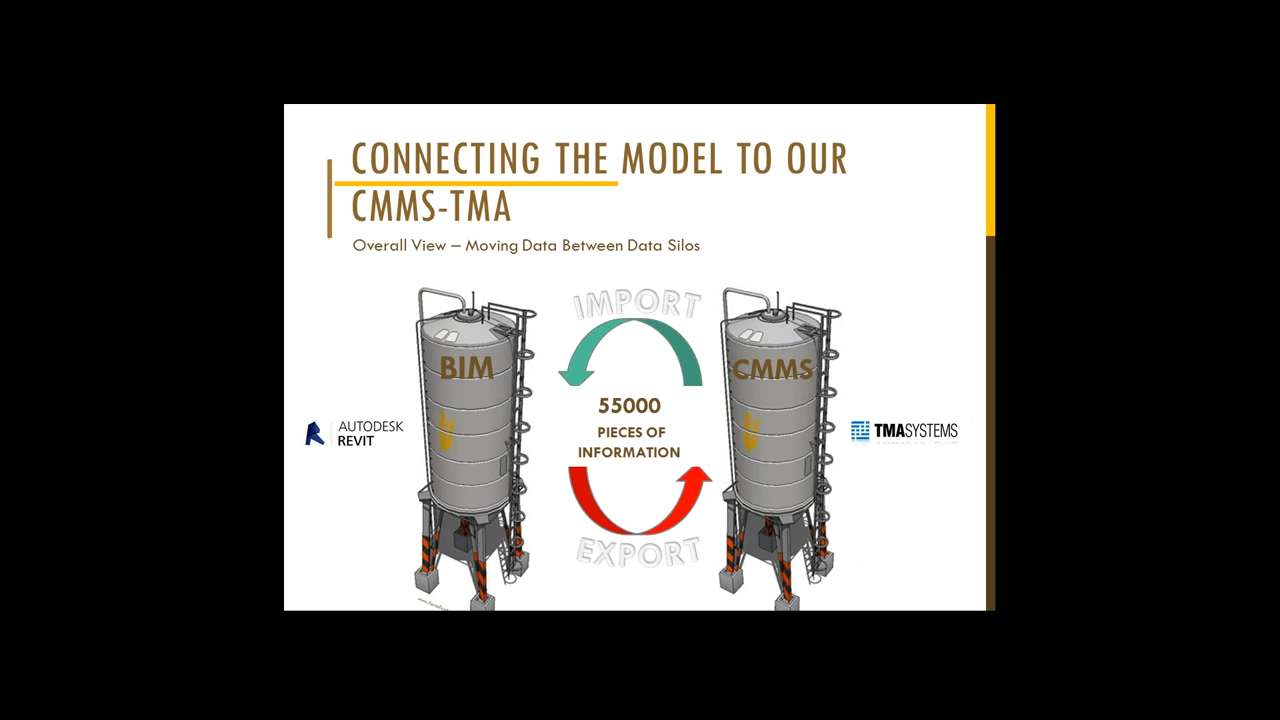 CONNECTING THE MODEL TO OUR
CMMS-TMA
Overall View – Moving Data Between Data Silos
IMPORT
BIM
CMMS
55000
PIECES OF
INFORMATION
AUTODESK
REVIT
TMASYSTEMS
EXPORT